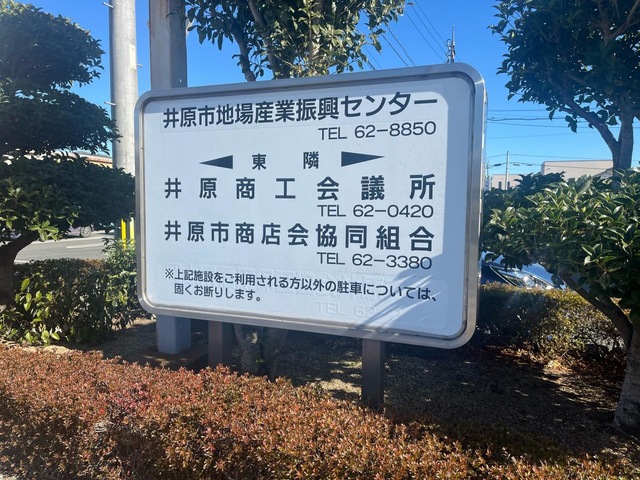 井原市地場産業振興センター
TEL 62-8850
東隣
井原商工会議所
TEL 62-0420
井原市商店会協同組合
TEL 62-3380
※上記施設をご利用される方以外の駐車については、
固くお断りします。